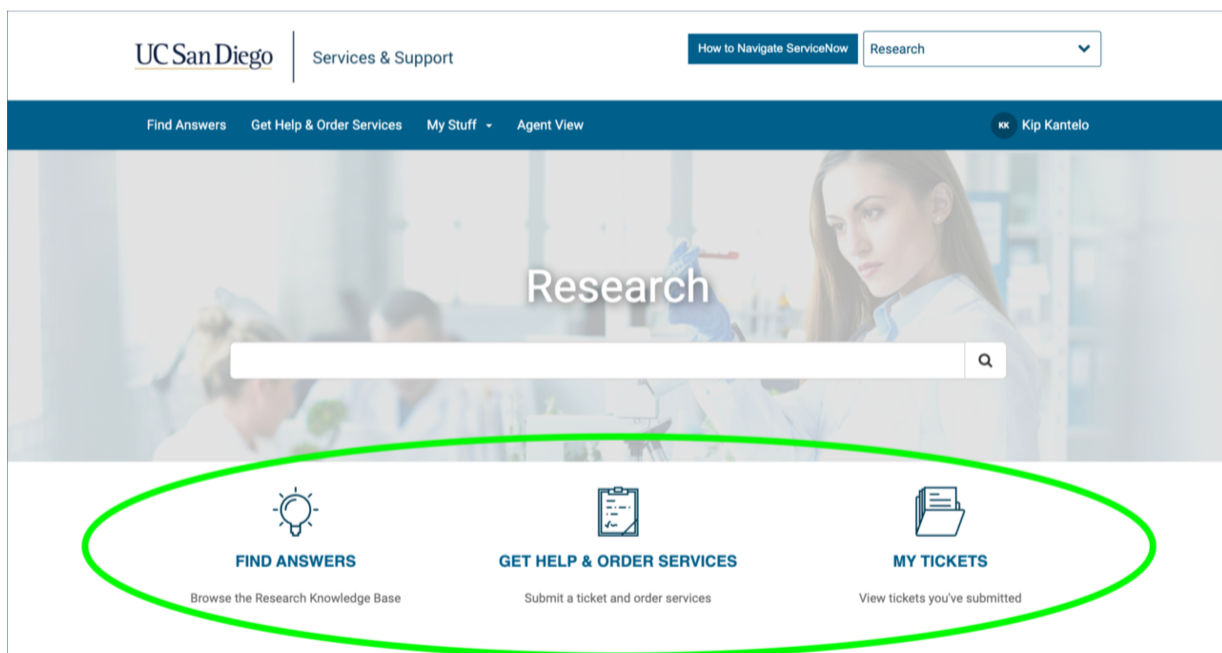 UC San Diego
Services & Support
How to Navigate ServiceNow
Research
Find Answers
Get Help & Order Services
My Stuff
Agent View
KK
Kip Kantelo
Research
FIND ANSWERS
GET HELP & ORDER SERVICES
MY TICKETS
Browse the Research Knowledge Base
Submit a ticket and order services
View tickets you've submitted